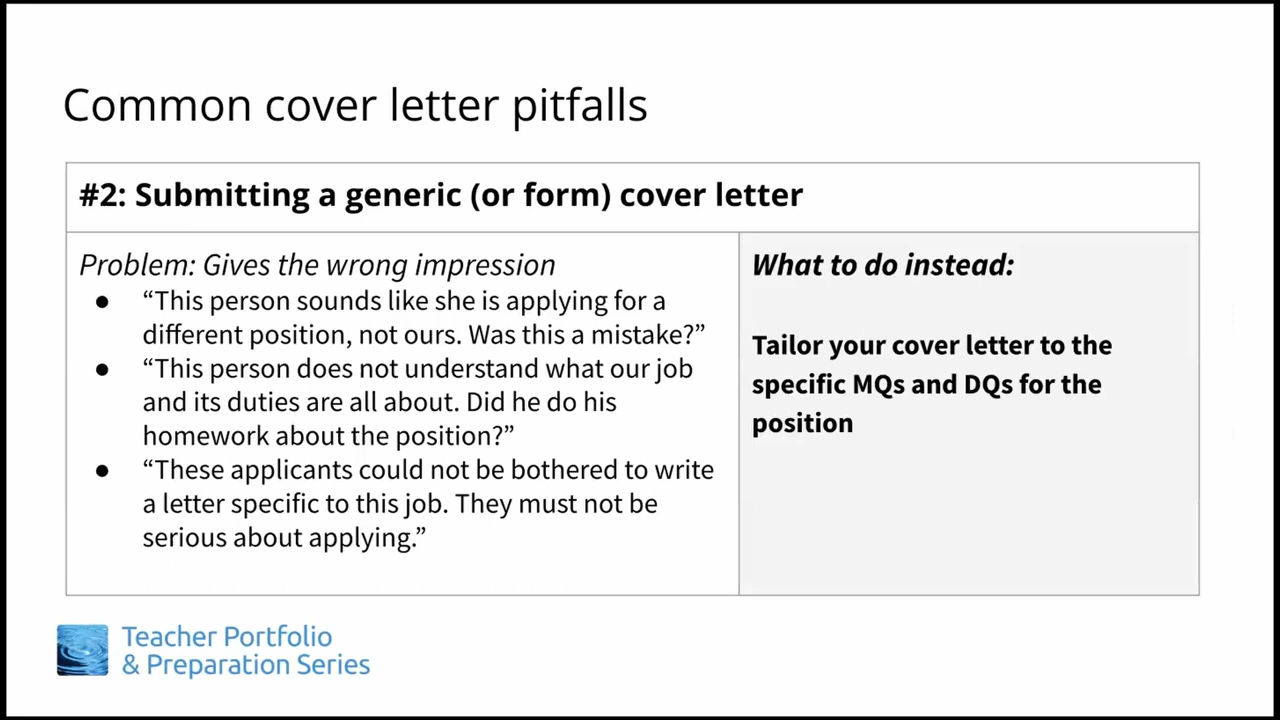 Common cover letter pitfalls
#2: Submitting a generic (or form) cover letter
Problem: Gives the wrong impression
● “This person sounds like she is applying for a
different position, not ours. Was this a mistake?”
● “This person does not understand what our job
and its duties are all about. Did he do his
homework about the position?”
● “These applicants could not be bothered to write
a letter specific to this job. They must not be
serious about applying.”
What to do instead:
Tailor your cover letter to the
specific MQs and DQs for the
position
Teacher Portfolio
& Preparation Series